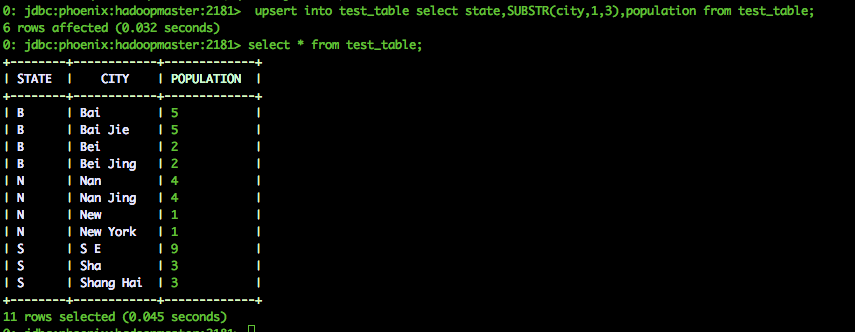 0: jdbc:phoenix:hadoopmaster:2181>  upsert into test_table select state,SUBSTR(city,1,3),population from test_table;
6 rows affected (0.032 seconds)
0: jdbc:phoenix:hadoopmaster:2181> select * from test_table;
+--------+------------+-------------+
| STATE  |    CITY    | POPULATION  |
+--------+------------+-------------+
| B      | Bai        | 5           |
| B      | Bai Jie    | 5           |
| B      | Bei        | 2           |
| B      | Bei Jing   | 2           |
| N      | Nan        | 4           |
| N      | Nan Jing   | 4           |
| N      | New        | 1           |
| N      | New York   | 1           |
| S      | S E        | 9           |
| S      | Sha        | 3           |
| S      | Shang Hai  | 3           |
+--------+------------+-------------+
11 rows selected (0.045 seconds)
0: jdbc:phoenix:hadoopmaster:2181>